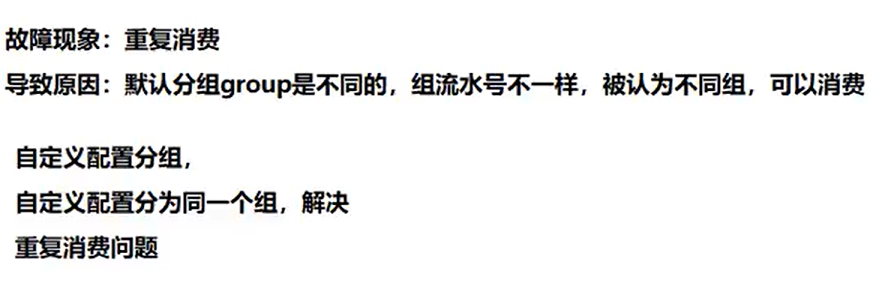 故障现象：重复消费
导致原因：默认分组group是不同的，组流水号不一样，被认为不同组，可以消费
自定义配置分组，
自定义配置分为同一个组，解决
重复消费问题